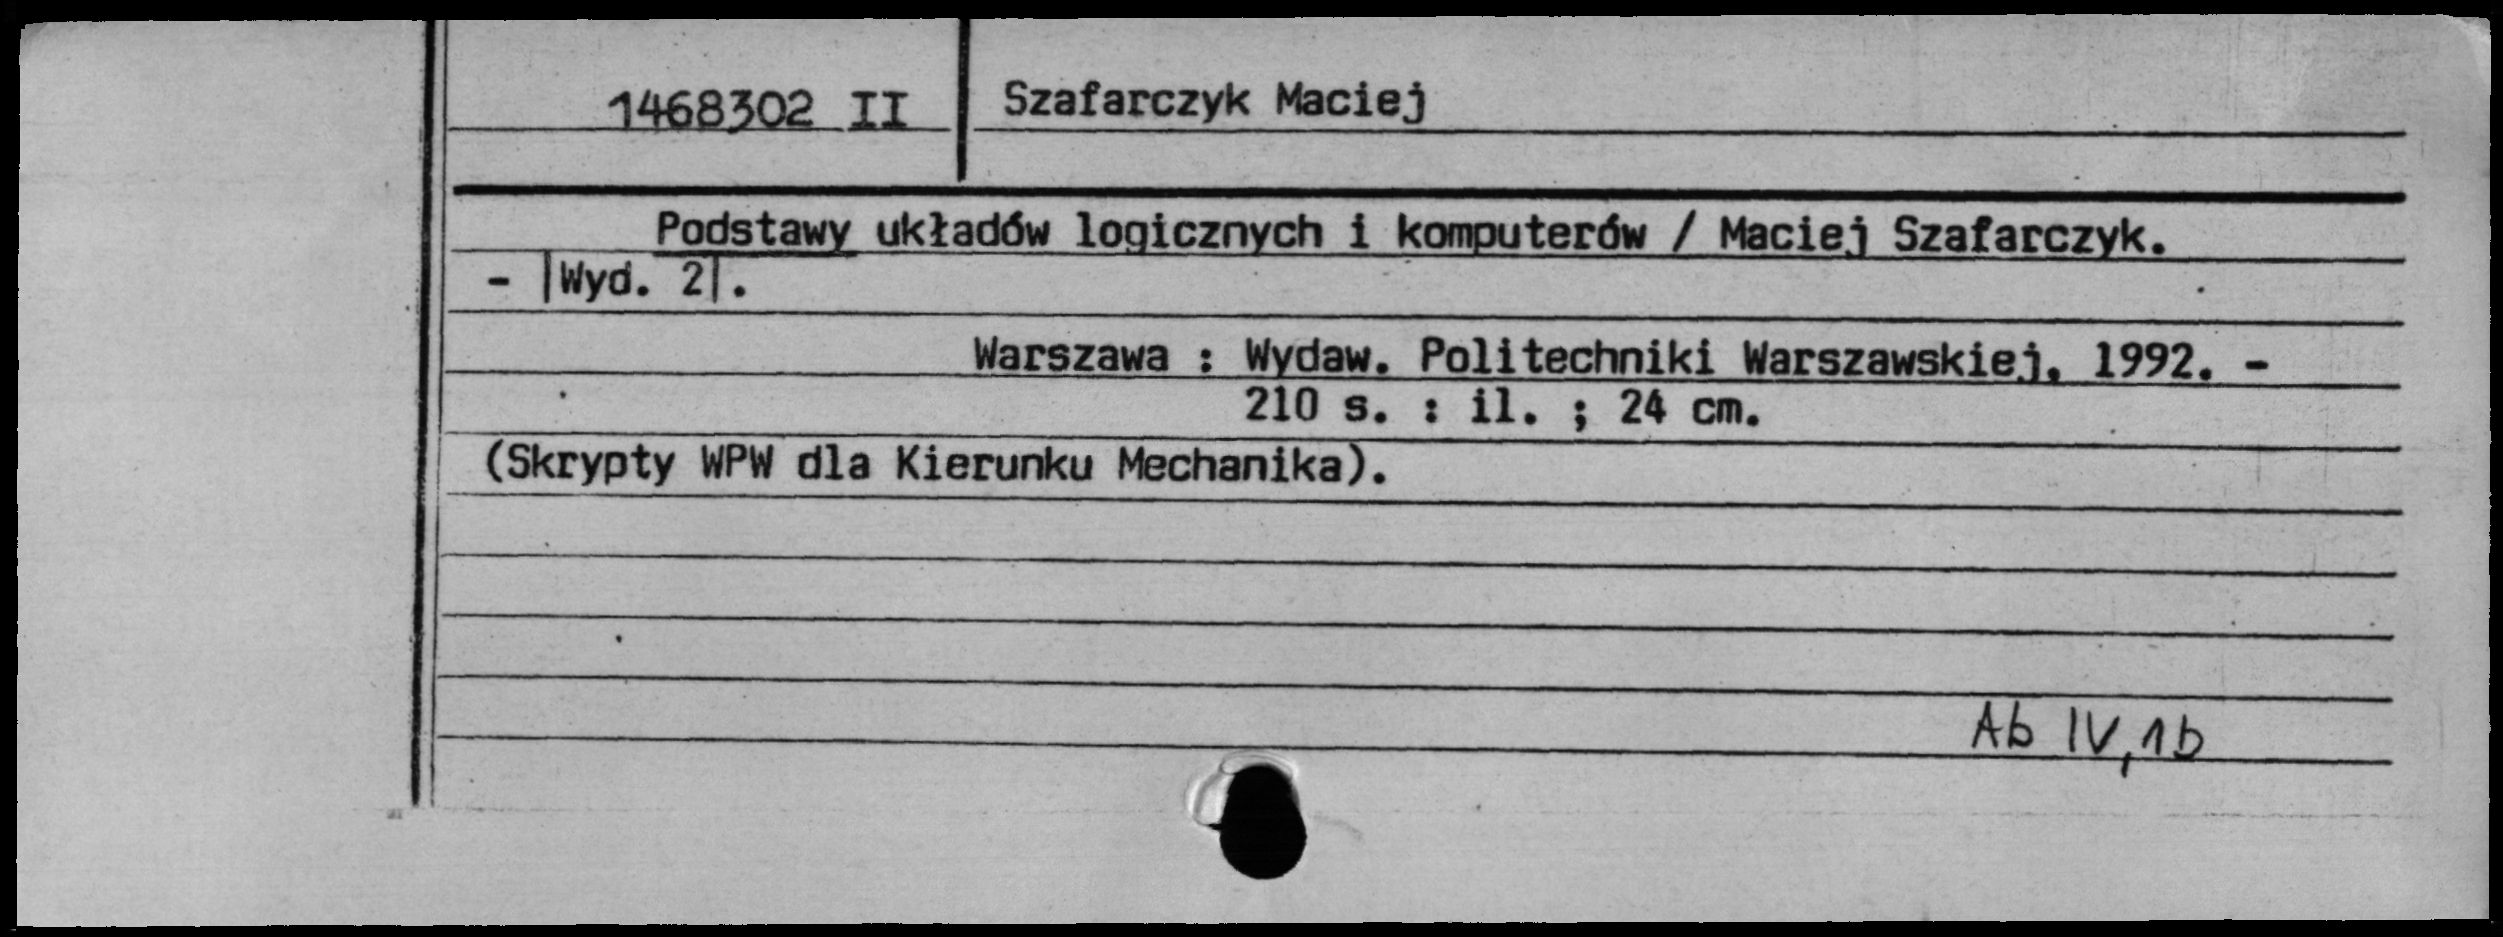 1468302 II
Szafarczyk Maciej
Podstawy układów logicznych i komputerów / Maciej Szafarczyk.
- |Wyd. 2|.
Warszawa : Wydaw. Politechniki Warszawskiej, 1992. -
210 s. : il. ; 24 cm.
(Skrypty WPW dla Kierunku Mechanika).
Ab IV, 1b